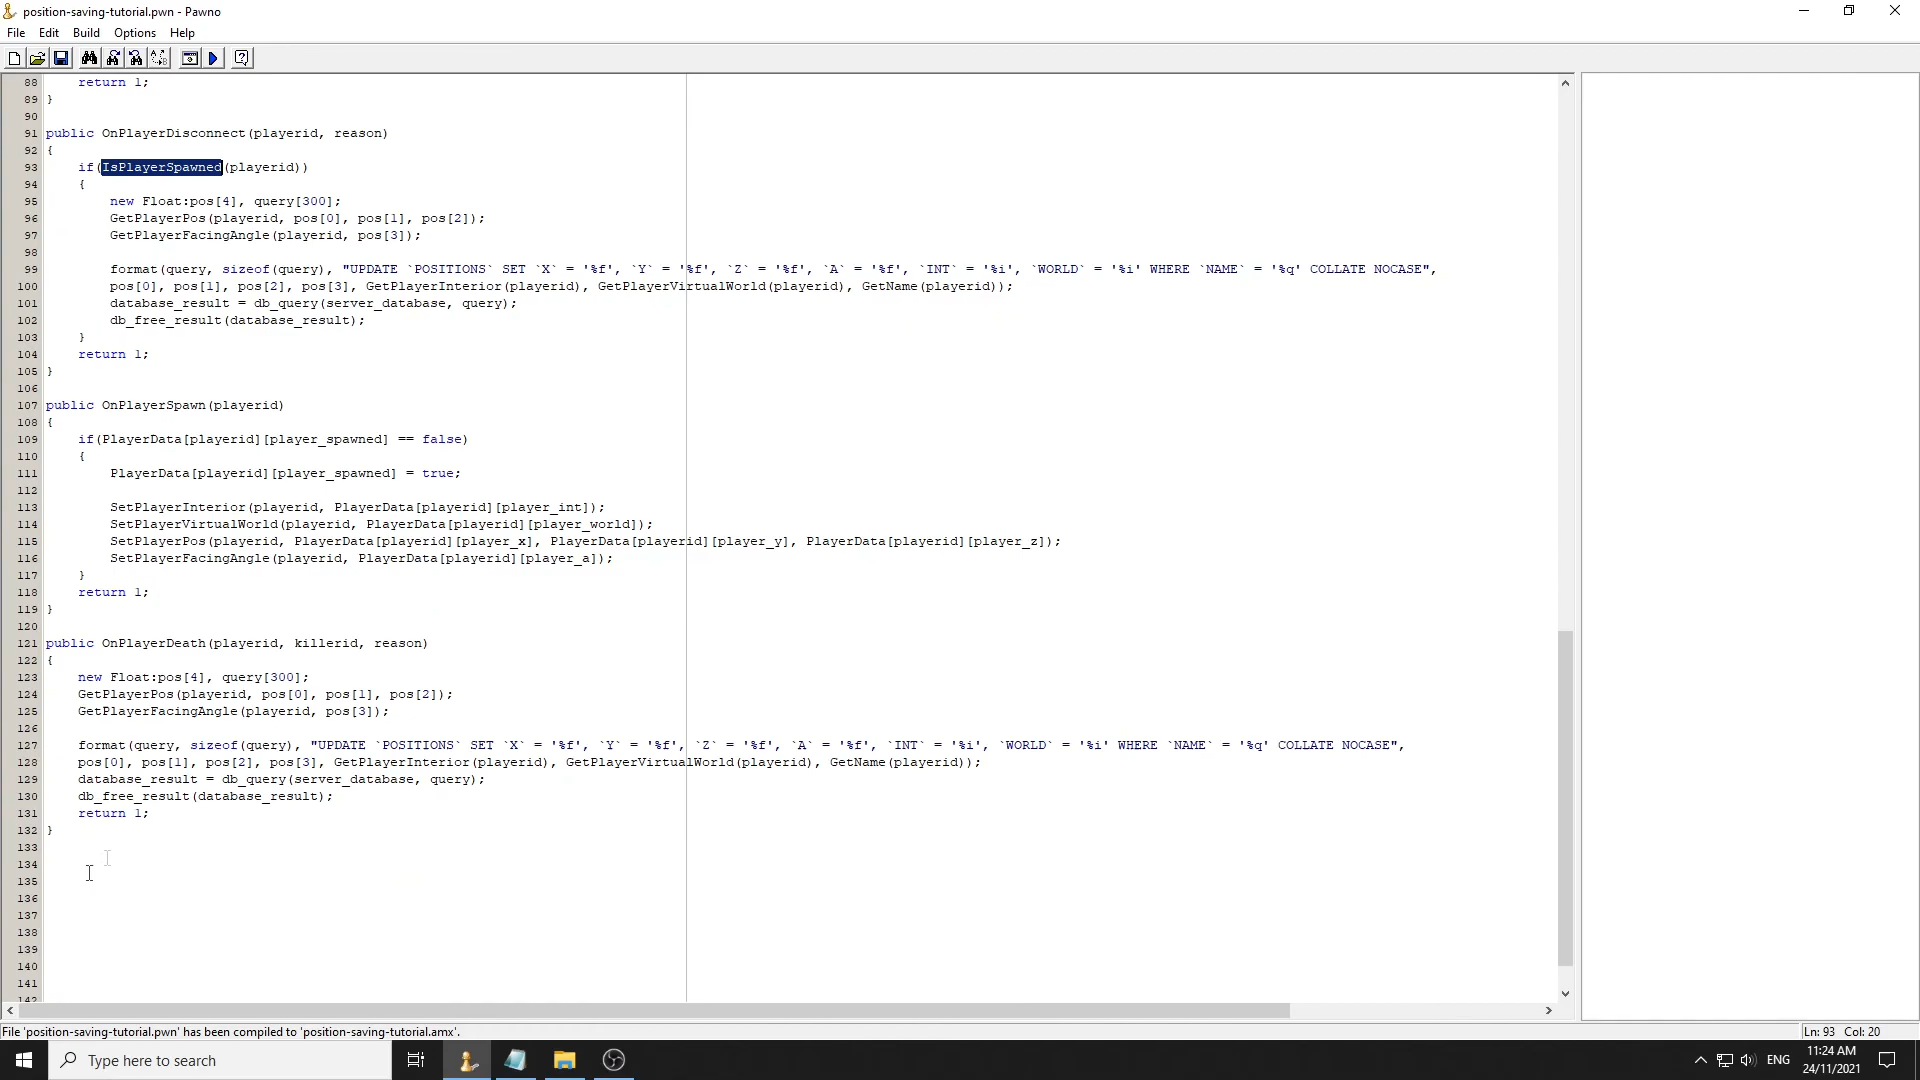 position-saving-tutorial.pwn - Pawno
File Edit Build Options Help
88 return 1;
89 }
90
91 public OnPlayerDisconnect(playerid, reason)
92 {
93 if(IsPlayerSpawned(playerid))
94 {
95 new Float:pos[4], query[300];
96 GetPlayerPos(playerid, pos[0], pos[1], pos[2]);
97 GetPlayerFacingAngle(playerid, pos[3]);
98
99 format(query, sizeof(query), "UPDATE `POSITIONS` SET `X` = '%f', `Y` = '%f', `Z` = '%f', `A` = '%f', `INT` = '%i', `WORLD` = '%i' WHERE `NAME` = '%q' COLLATE NOCASE",
100 pos[0], pos[1], pos[2], pos[3], GetPlayerInterior(playerid), GetPlayerVirtualWorld(playerid), GetName(playerid));
101 database_result = db_query(server_database, query);
102 db_free_result(database_result);
103 }
104 return 1;
105 }
106
107 public OnPlayerSpawn(playerid)
108 {
109 if(PlayerData[playerid][player_spawned] == false)
110 {
111 PlayerData[playerid][player_spawned] = true;
112
113 SetPlayerInterior(playerid, PlayerData[playerid][player_int]);
114 SetPlayerVirtualWorld(playerid, PlayerData[playerid][player_world]);
115 SetPlayerPos(playerid, PlayerData[playerid][player_x], PlayerData[playerid][player_y], PlayerData[playerid][player_z]);
116 SetPlayerFacingAngle(playerid, PlayerData[playerid][player_a]);
117 }
118 return 1;
119 }
120
121 public OnPlayerDeath(playerid, killerid, reason)
122 {
123 new Float:pos[4], query[300];
124 GetPlayerPos(playerid, pos[0], pos[1], pos[2]);
125 GetPlayerFacingAngle(playerid, pos[3]);
126
127 format(query, sizeof(query), "UPDATE `POSITIONS` SET `X` = '%f', `Y` = '%f', `Z` = '%f', `A` = '%f', `INT` = '%i', `WORLD` = '%i' WHERE `NAME` = '%q' COLLATE NOCASE",
128 pos[0], pos[1], pos[2], pos[3], GetPlayerInterior(playerid), GetPlayerVirtualWorld(playerid), GetName(playerid));
129 database_result = db_query(server_database, query);
130 db_free_result(database_result);
131 return 1;
132 }
133
134
135
136
137
138
139
140
141
142
File 'position-saving-tutorial.pwn' has been compiled to 'position-saving-tutorial.amx'.
Ln: 93 Col: 20
Type here to search
ENG
11:24 AM
24/11/2021